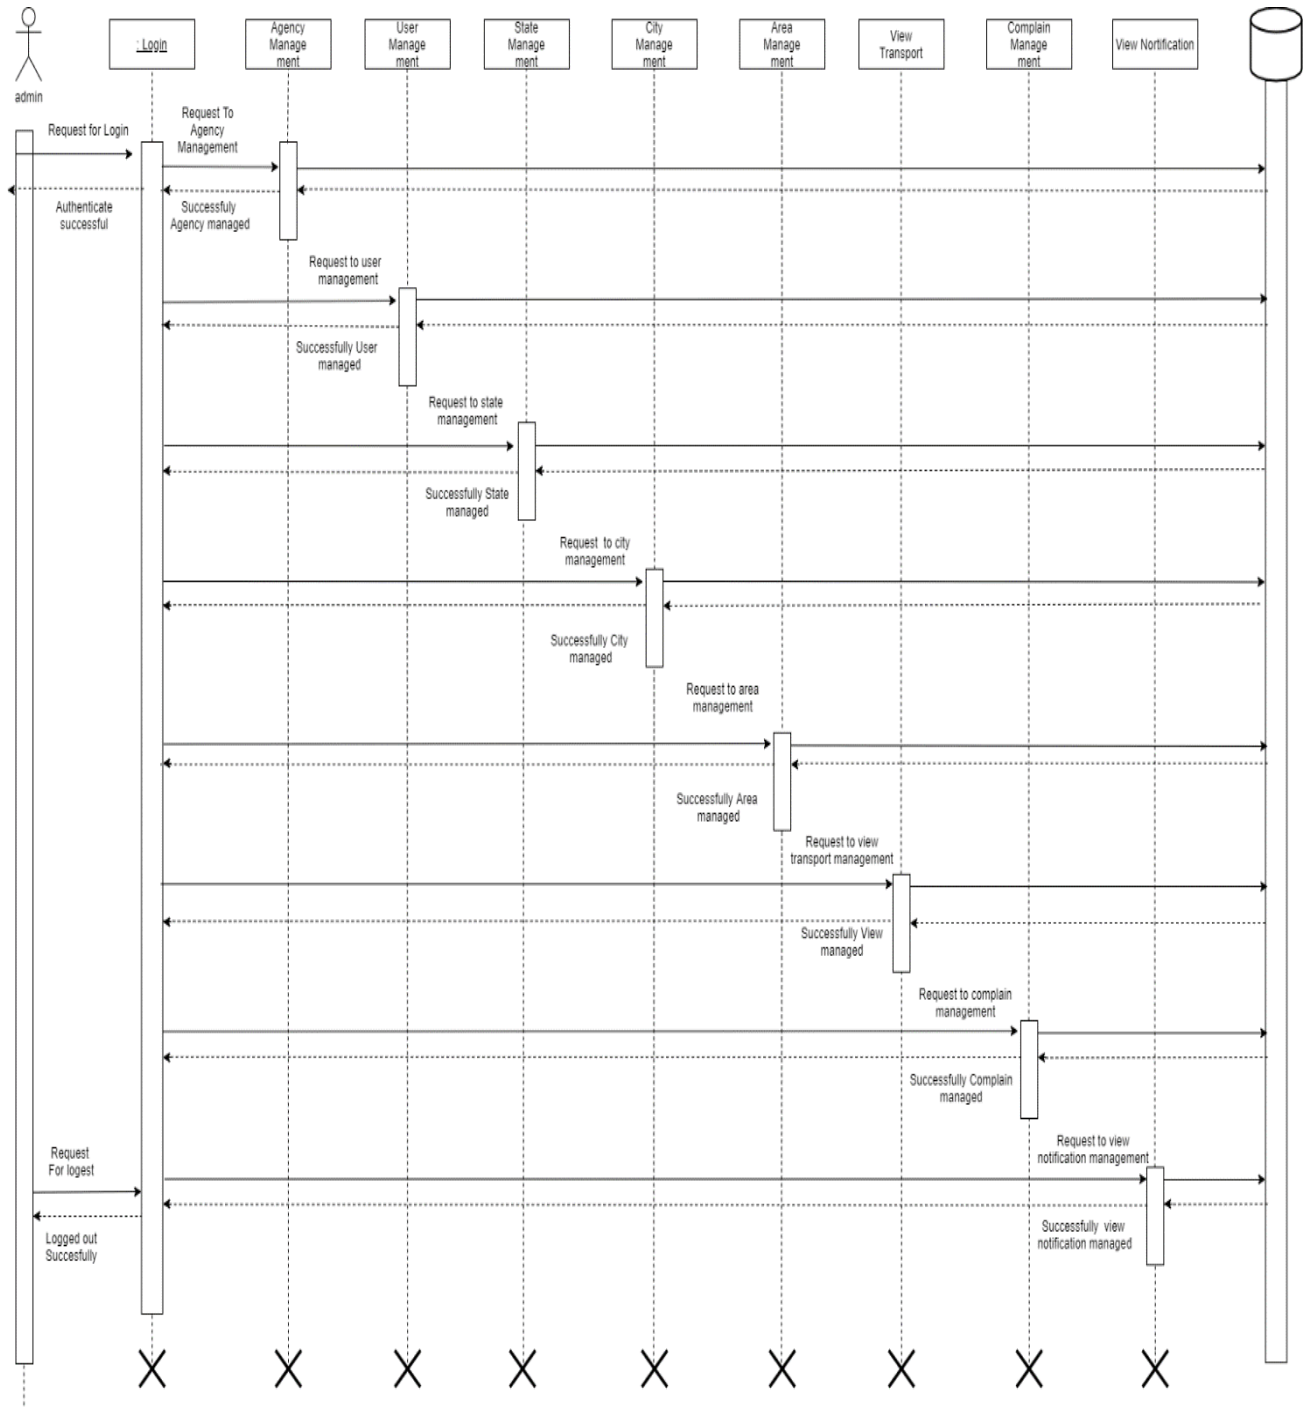 : Login
Agency
Manage
ment
User
Manage
ment
State
Manage
ment
City
Manage
ment
Area
Manage
ment
View
Transport
Complain
Manage
ment
View Nortification
admin
Request for Login
Request To
Agency
Management
Authenticate
successful
Successfuly
Agency managed
Request to user
management
Successfully User
managed
Request to state
management
Successfully State
managed
Request to city
management
Successfully City
managed
Request to area
management
Successfully Area
managed
Request to view
transport management
Successfully View
managed
Request to complain
management
Successfully Complain
managed
Request to view
notification management
Request
For logest
Successfully view
notification managed
Logged out
Succesfully